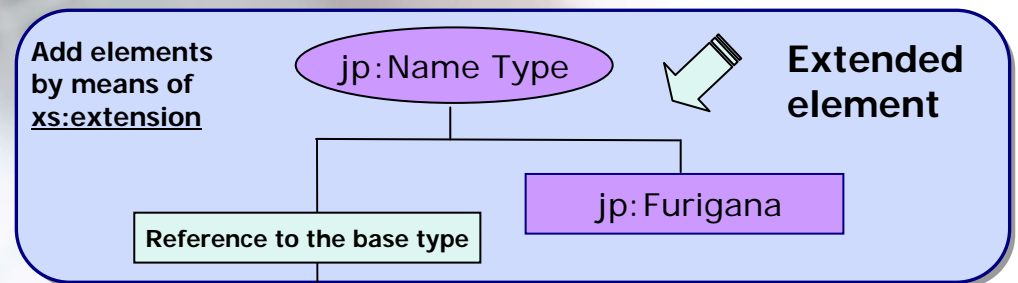 Add elements
by means of
xs:extension
jp:Name Type
Extended
element
jp:Furigana
Reference to the base type